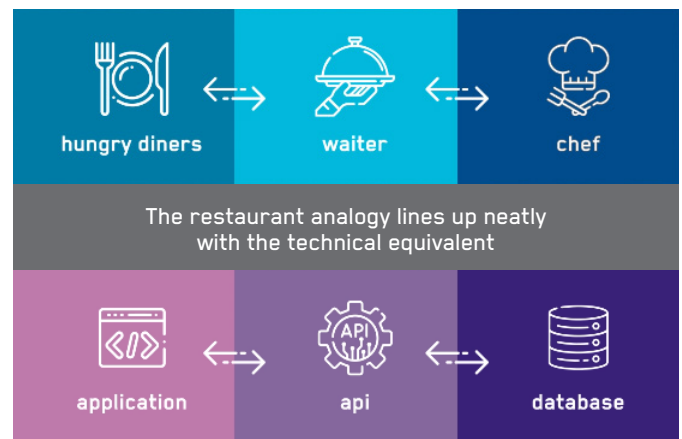 hungry diners
waiter
chef
The restaurant analogy lines up neatly
with the technical equivalent
</>
API
application
api
database